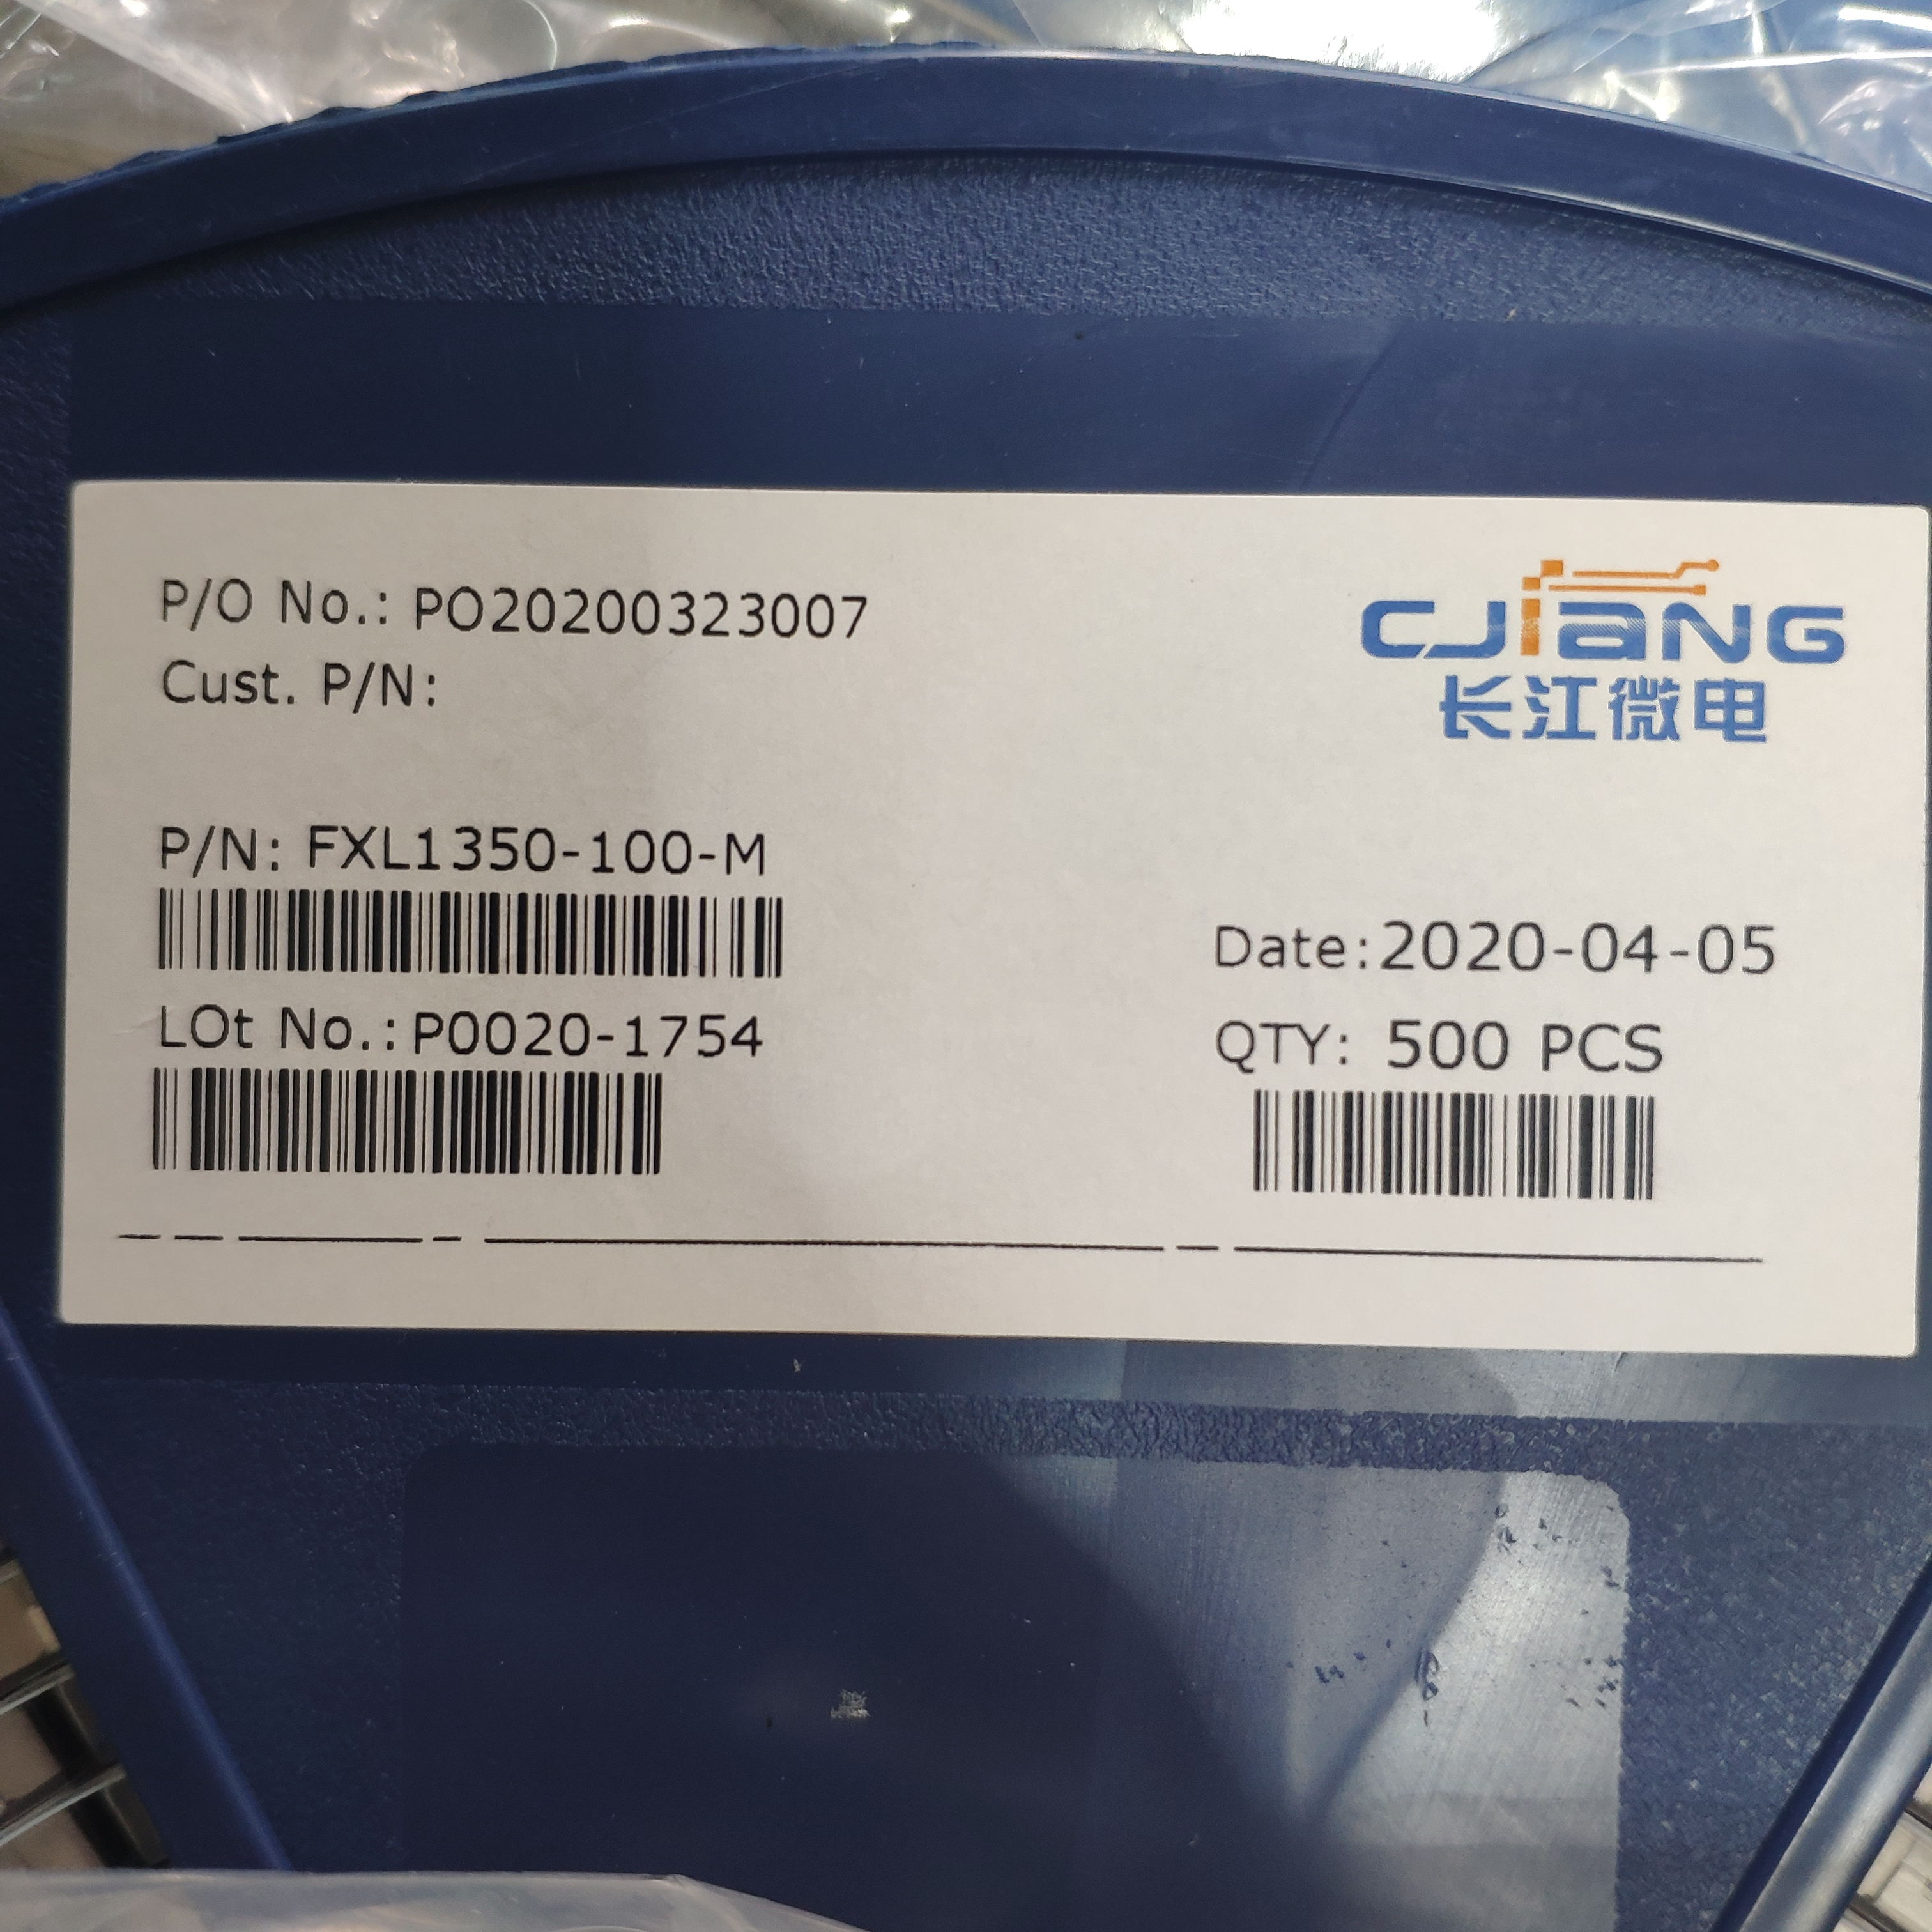 P/O No.: PO20200323007
Cust. P/N:
CJiANG
长江微电
P/N: FXL1350-100-M
LOt No.: P0020-1754
Date:2020-04-05
QTY: 500 PCS